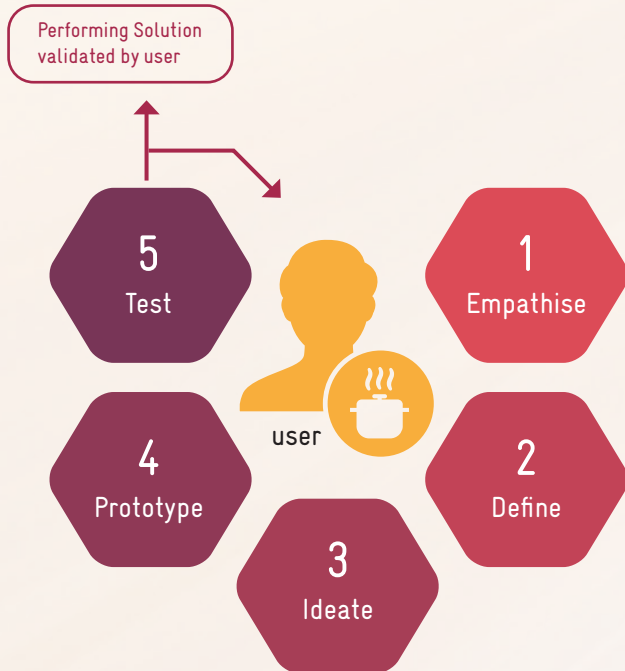 Performing Solution
validated by user
1
Empathise
2
Define
3
Ideate
4
Prototype
5
Test
user